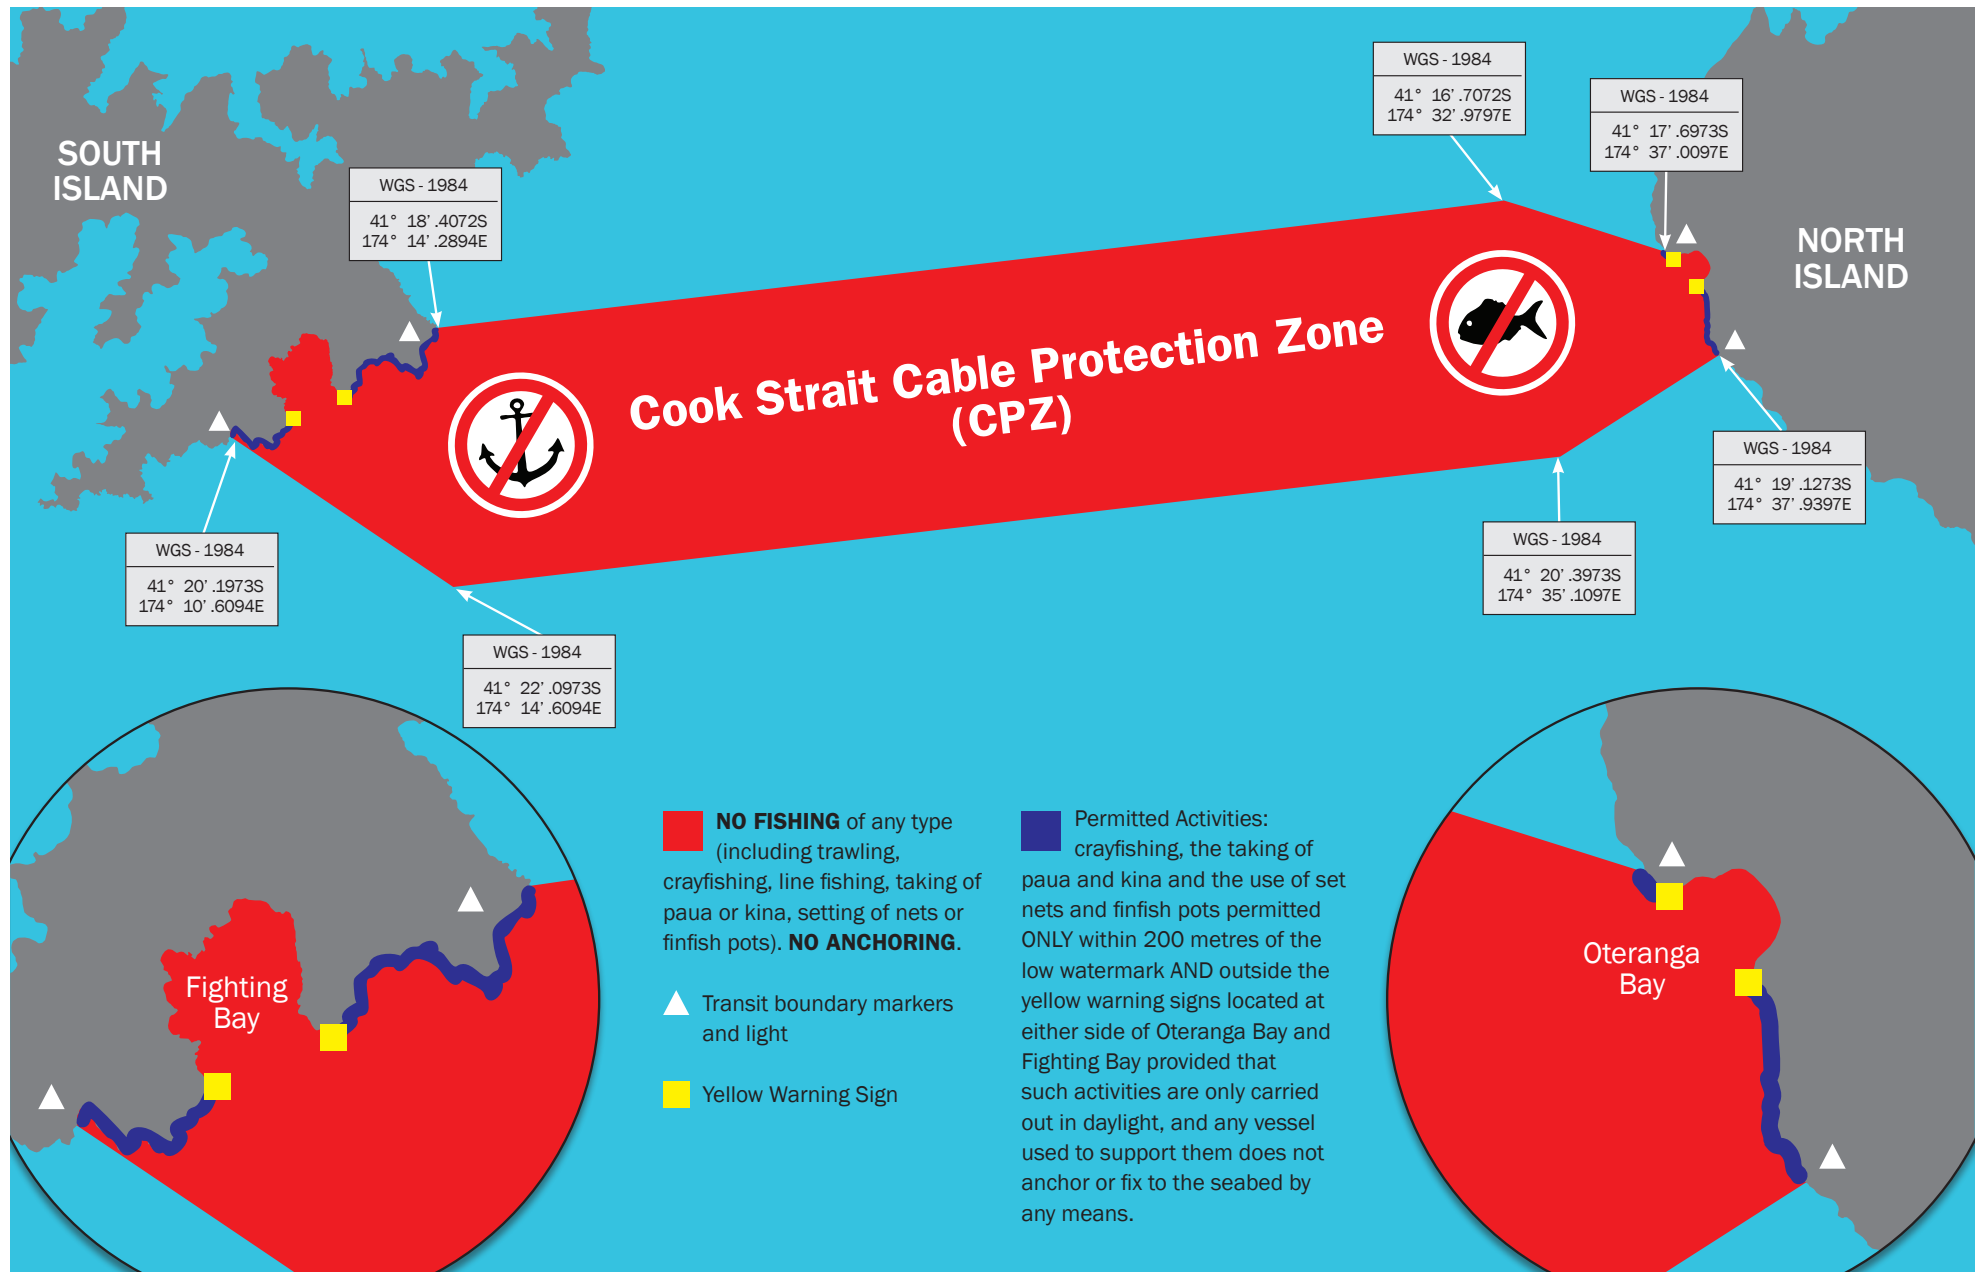 SOUTH
ISLAND
WGS - 1984
41° 18' .4072S
174° 14' .2894E
WGS - 1984
41° 16' .7072S
174° 32' .9797E
WGS - 1984
41° 17' .6973S
174° 37' .0097E
NORTH
ISLAND
Cook Strait Cable Protection Zone
(CPZ)
WGS - 1984
41° 20' .1973S
174° 10' .6094E
WGS - 1984
41° 22' .0973S
174° 14' .6094E
WGS - 1984
41° 20' .3973S
174° 35' .1097E
WGS - 1984
41° 19' .1273S
174° 37' .9397E
Fighting
Bay
NO FISHING of any type
(including trawling,
crayfishing, line fishing, taking of
paua or kina, setting of nets or
finfish pots). NO ANCHORING.
Transit boundary markers
and light
Yellow Warning Sign
Permitted Activities:
crayfishing, the taking of
paua and kina and the use of set
nets and finfish pots permitted
ONLY within 200 metres of the
low watermark AND outside the
yellow warning signs located at
either side of Oteranga Bay and
Fighting Bay provided that
such activities are only carried
out in daylight, and any vessel
used to support them does not
anchor or fix to the seabed by
any means.
Oteranga
Bay